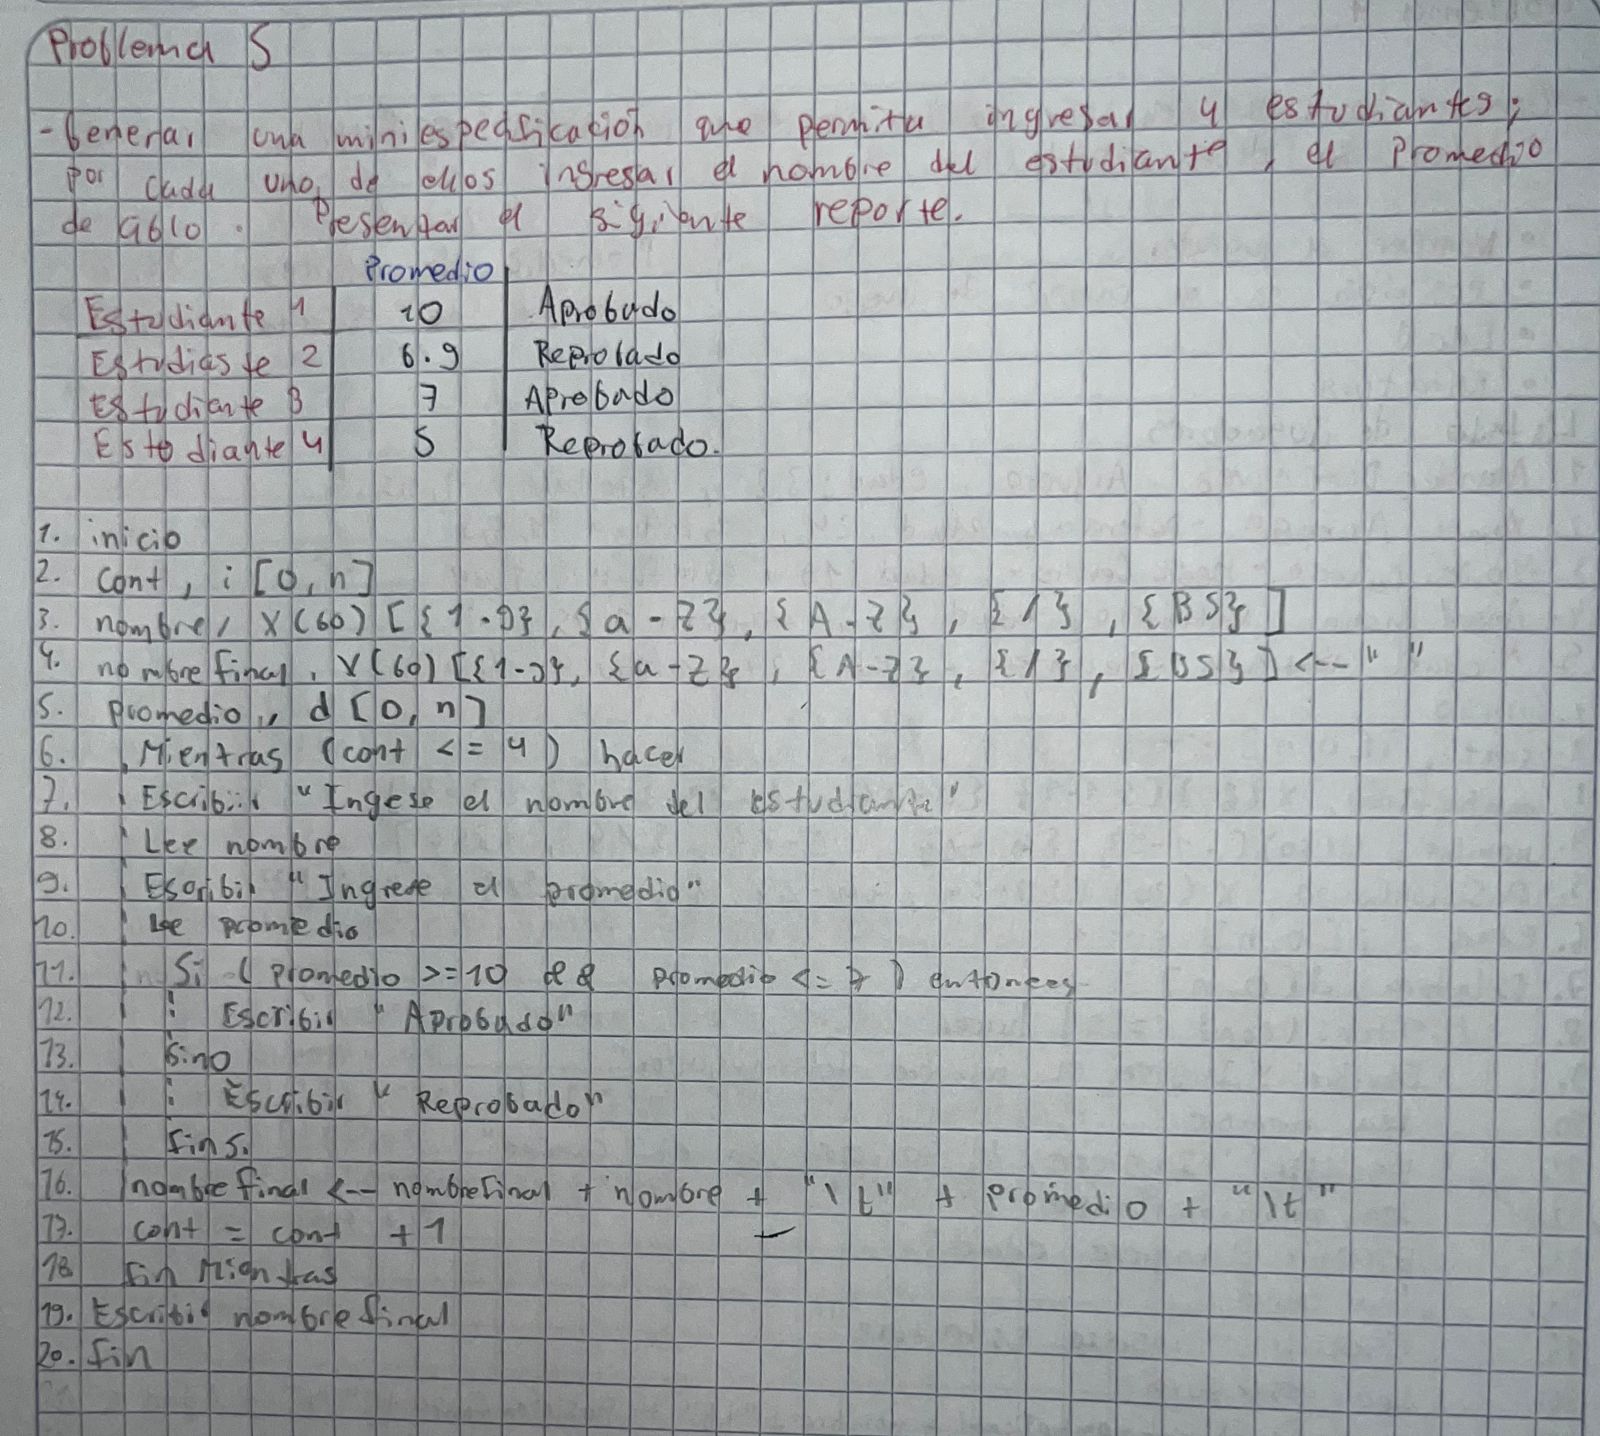 Problema 5
- Generar una miniespecificación que permita ingresar 4 estudiantes;
por cada uno de ellos ingresar el nombre del estudiante, el Promedio
de ciclo. Presentar el siguiente reporte.
Promedio
Estudiante 1 10 Aprobado
Estudiante 2 6.9 Reprobado
Estudiante 3 7 Aprobado
Estudiante 4 5 Reprobado.
1. inicio
2. cont, i [0, n]
3. nombre, X(60) [{1-9}, {a-z}, {A-Z}, {/}, {BS}]
4. nombre final, X(60) [{1-9}, {a-z}, {A-Z}, {/}, {BS}] <-- " "
5. promedio, d [0, n]
6. Mientras (cont <= 4) hacer
7. Escribir "Ingese el nombre del estudiante"
8. Lee nombre
9. Escribir "Ingrese el promedio"
10. Lee promedio
11. Si (promedio >=10 && promedio <= 7) entonces
12. Escribir "Aprobado"
13. sino
14. Escribir "Reprobado"
15. finsi
16. nombre final <-- nombrefinal + nombre + "\t" + promedio + "\t"
17. cont = cont + 1
18 fin Mientras
19. Escribir nombre final
20. fin